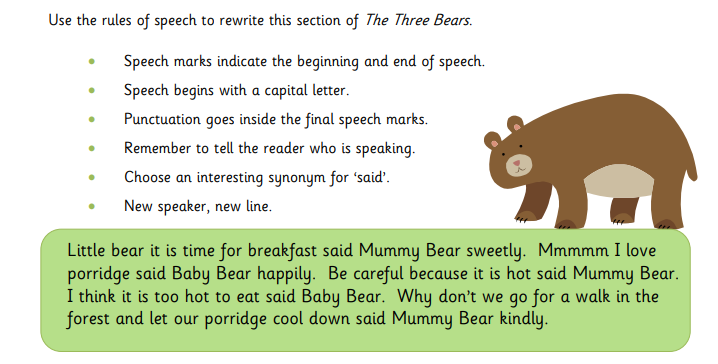 Use the rules of speech to rewrite this section of The Three Bears.
Speech marks indicate the beginning and end of speech.
Speech begins with a capital letter.
Punctuation goes inside the final speech marks.
Remember to tell the reader who is speaking.
Choose an interesting synonym for ‘said’.
New speaker, new line.
Little bear it is time for breakfast said Mummy Bear sweetly.  Mmmmm I love
porridge said Baby Bear happily.  Be careful because it is hot said Mummy Bear.
I think it is too hot to eat said Baby Bear.  Why don’t we go for a walk in the
forest and let our porridge cool down said Mummy Bear kindly.